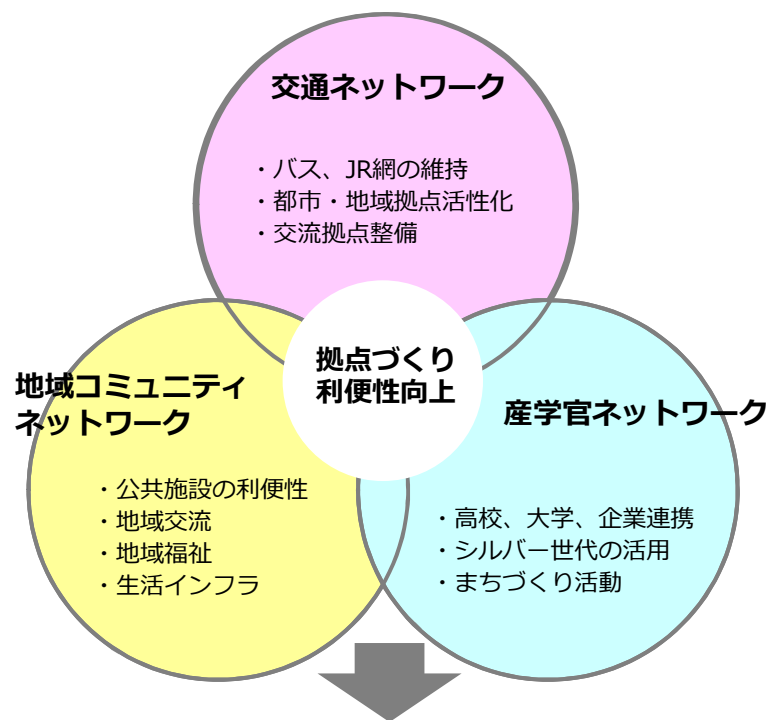 交通ネットワーク
・バス、JR網の維持
・都市・地域拠点活性化
・交流拠点整備
拠点づくり
利便性向上
地域コミュニティ
ネットワーク
・公共施設の利便性
・地域交流
・地域福祉
・生活インフラ
産学官ネットワーク
・高校、大学、企業連携
・シルバー世代の活用
・まちづくり活動